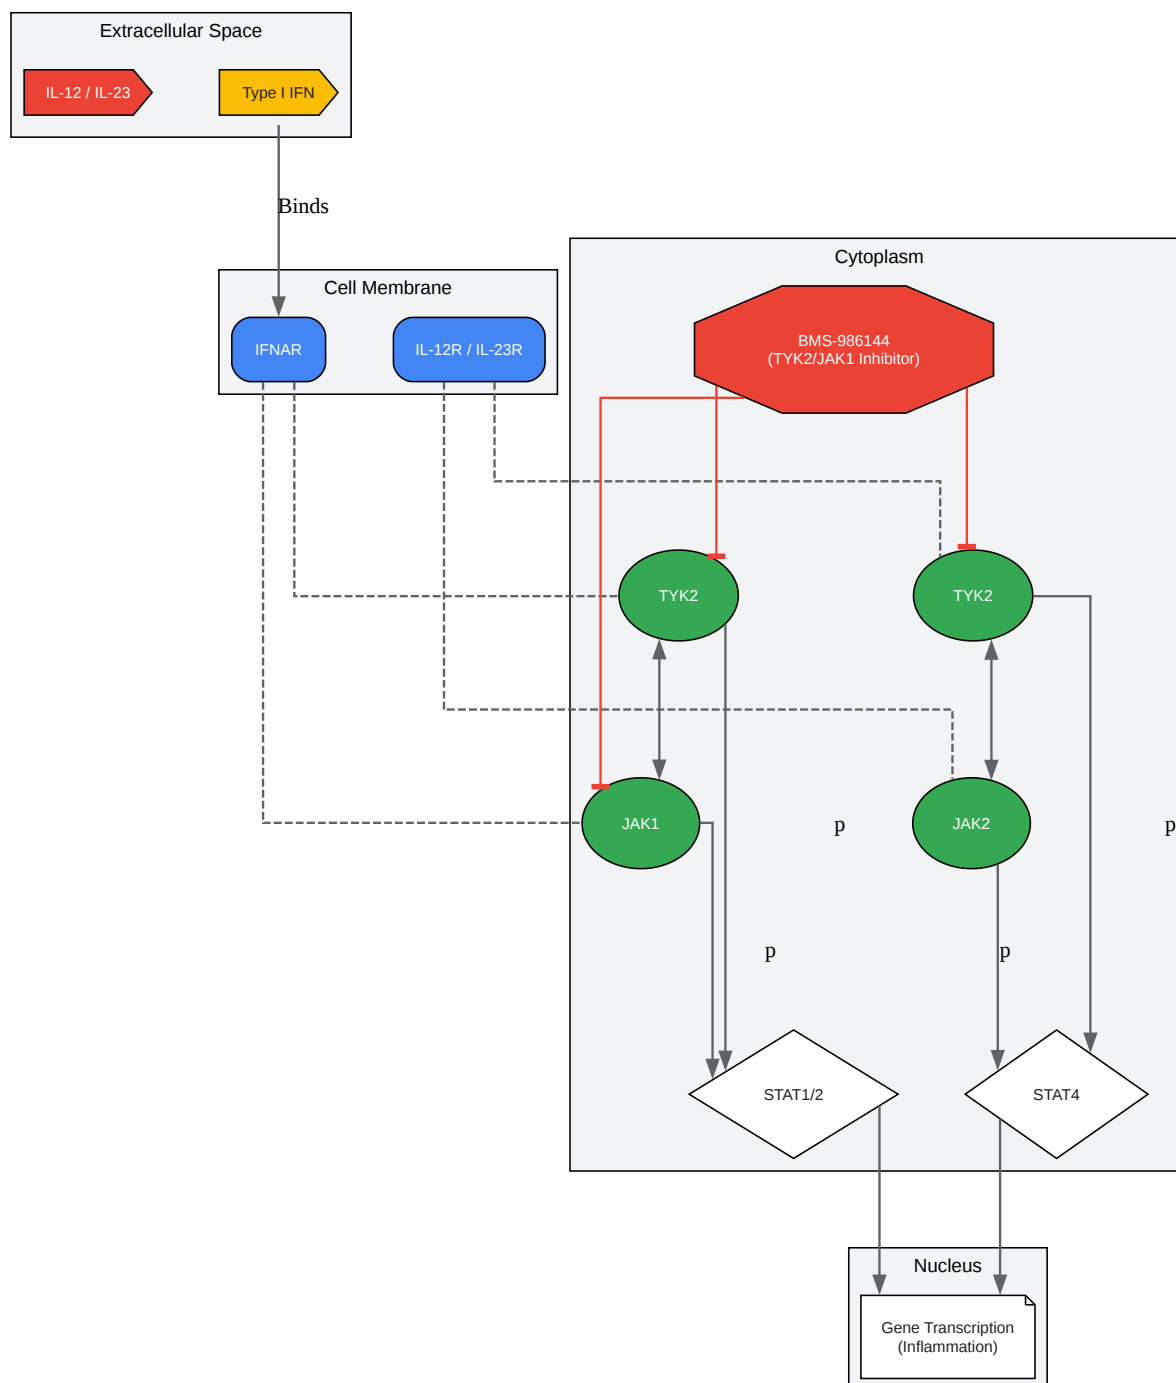 Extracellular Space
IL-12 / IL-23
Type I IFN
Binds
Cytoplasm
Cell Membrane
BMS-986144
(TYK2/JAK1 Inhibitor)
IFNAR
IL-12R / IL-23R
TYK2
TYK2
JAK1
p
JAK2
p
p
p
STAT1/2
STAT4
Nucleus
Gene Transcription
(Inflammation)